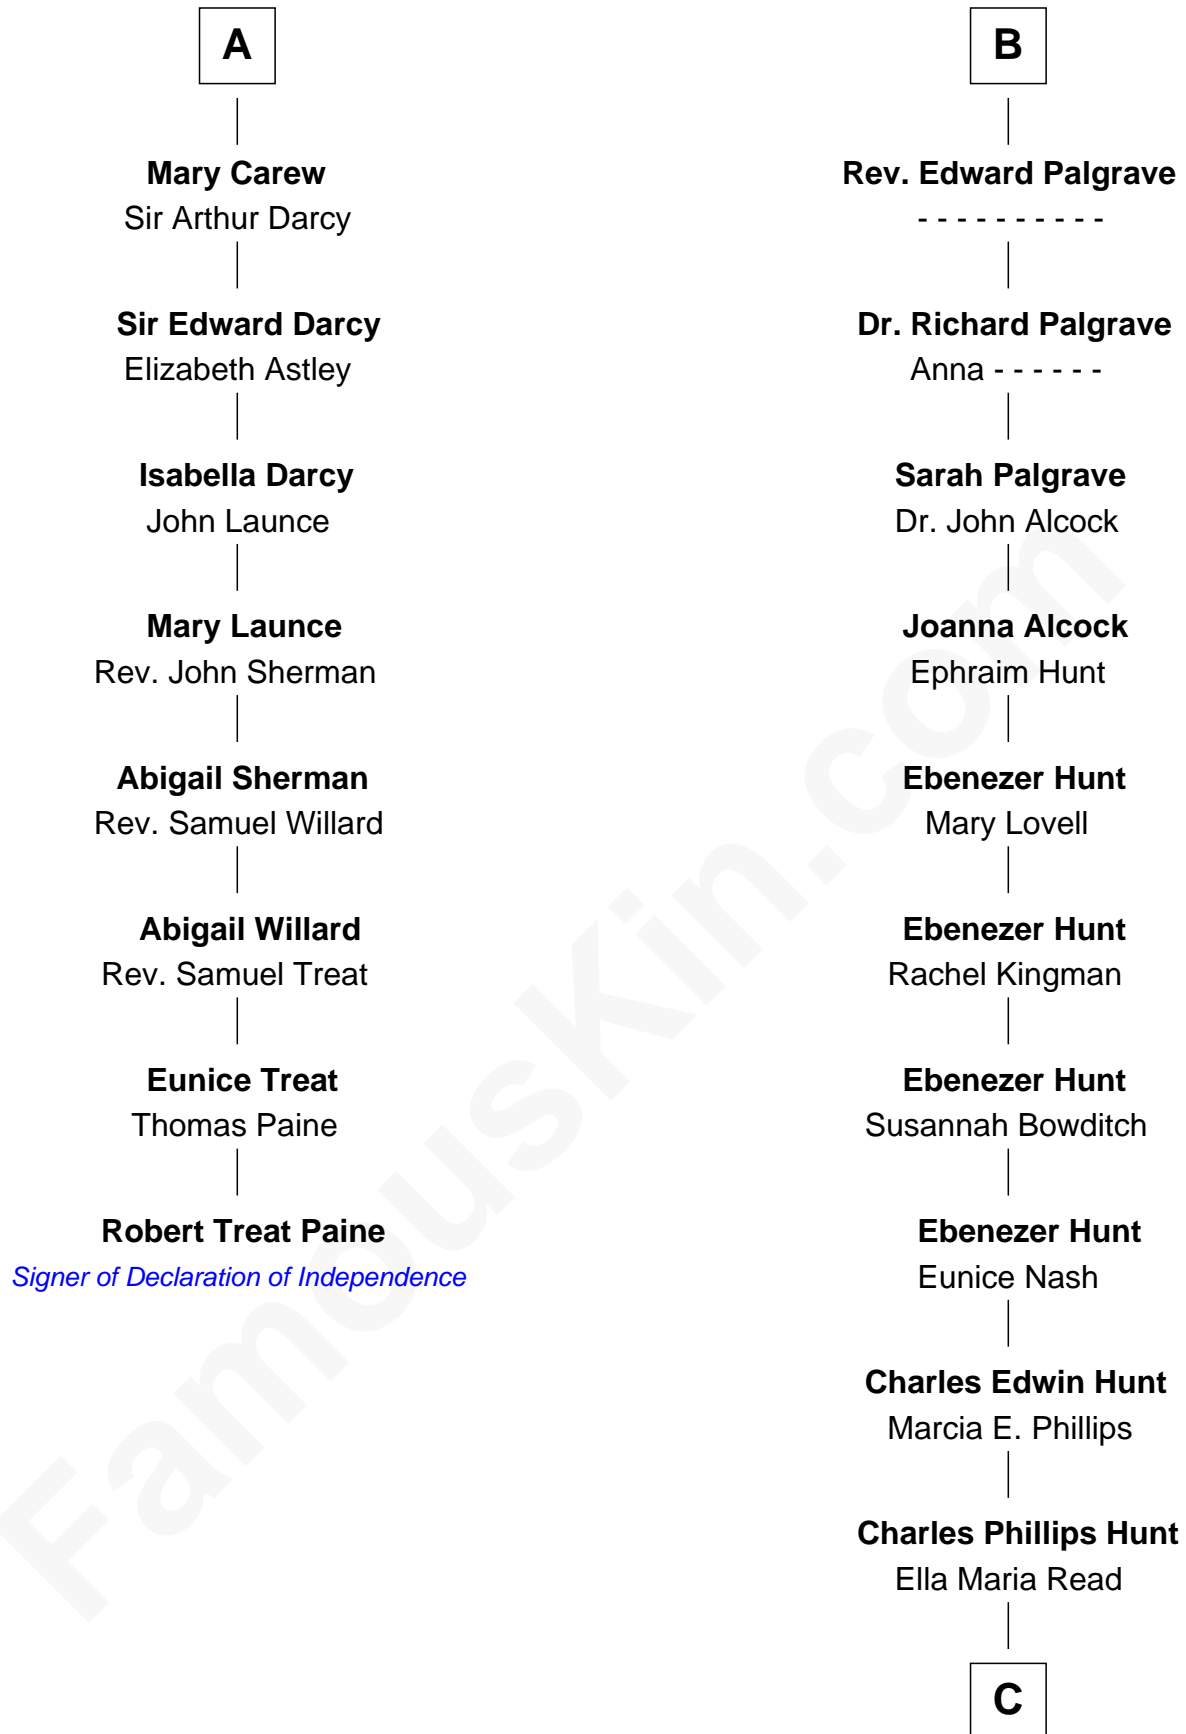 A
Mary Carew
Sir Arthur Darcy
Sir Edward Darcy
Elizabeth Astley
Isabella Darcy
John Launce
Mary Launce
Rev. John Sherman
Abigail Sherman
Rev. Samuel Willard
Abigail Willard
Rev. Samuel Treat
Eunice Treat
Thomas Paine
Robert Treat Paine
Signer of Declaration of Independence
B
Rev. Edward Palgrave
- - - - - - - - - -
Dr. Richard Palgrave
Anna - - - - - -
Sarah Palgrave
Dr. John Alcock
Joanna Alcock
Ephraim Hunt
Ebenezer Hunt
Mary Lovell
Ebenezer Hunt
Rachel Kingman
Ebenezer Hunt
Susannah Bowditch
Ebenezer Hunt
Eunice Nash
Charles Edwin Hunt
Marcia E. Phillips
Charles Phillips Hunt
Ella Maria Read
C
FamousKin.com